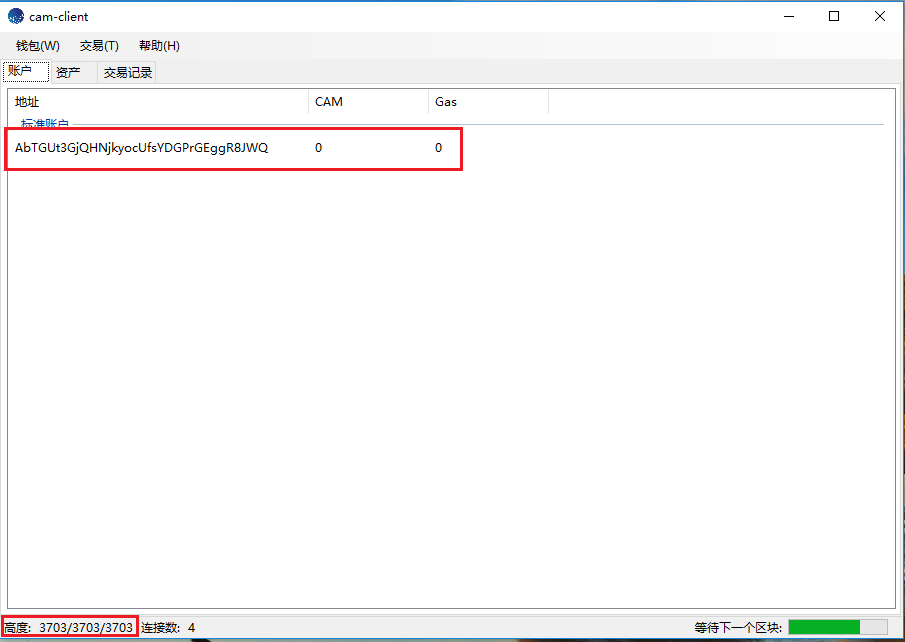 cam-client
钱包(W) 交易(T) 帮助(H)
账户 资产 交易记录
地址 CAM Gas
标准账户
AbTGUt3GjQHNjkyocUfsYDGPrGEggR8JWQ 0 0
高度: 3703/3703/3703 连接数: 4 等待下一个区块: